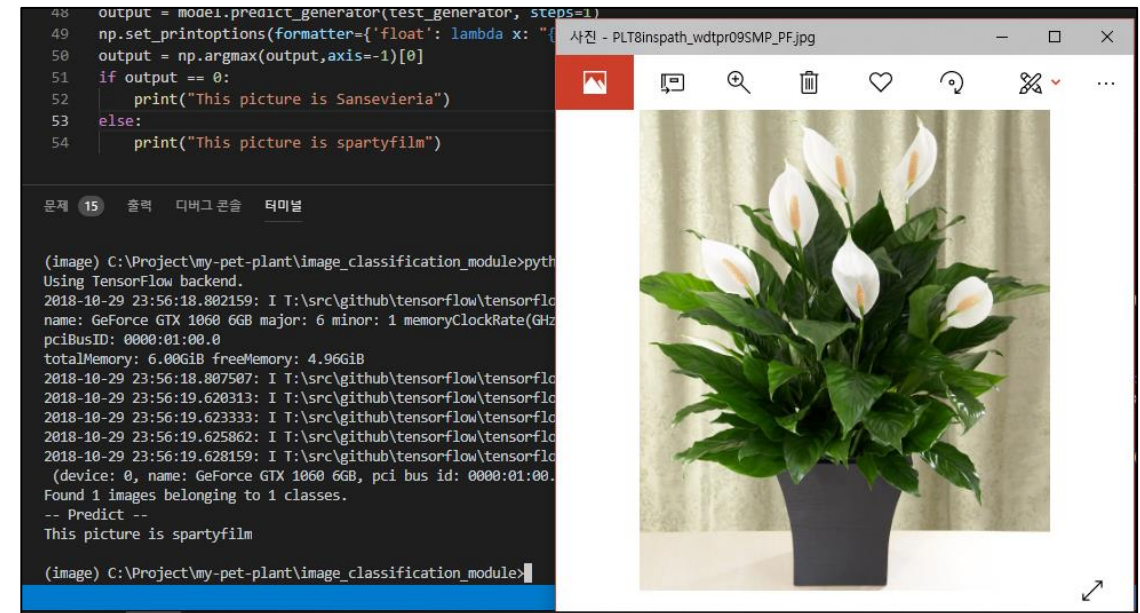 48 output = model.predict_generator(test_generator, steps=1)
49 np.set_printoptions(formatter={'float': lambda x: "{
50 output = np.argmax(output,axis=-1)[0]
51 if output == 0:
52 print("This picture is Sansevieria")
53 else:
54 print("This picture is spartyfilm")
문제 15 출력 디버그 콘솔 터미널
(image) C:\Project\my-pet-plant\image_classification_module>pyth
Using TensorFlow backend.
2018-10-29 23:56:18.802159: I T:\src\github\tensorflow\tensorflo
name: GeForce GTX 1060 6GB major: 6 minor: 1 memoryClockRate(GHz
pciBusID: 0000:01:00.0
totalMemory: 6.00GiB freeMemory: 4.96GiB
2018-10-29 23:56:18.807507: I T:\src\github\tensorflow\tensorflo
2018-10-29 23:56:19.620313: I T:\src\github\tensorflow\tensorflo
2018-10-29 23:56:19.623333: I T:\src\github\tensorflow\tensorflo
2018-10-29 23:56:19.625862: I T:\src\github\tensorflow\tensorflo
2018-10-29 23:56:19.628159: I T:\src\github\tensorflow\tensorflo
(device: 0, name: GeForce GTX 1060 6GB, pci bus id: 0000:01:00.
Found 1 images belonging to 1 classes.
-- Predict --
This picture is spartyfilm
(image) C:\Project\my-pet-plant\image_classification_module>
사진 - PLT8inspath_wdtpr09SMP_PF.jpg